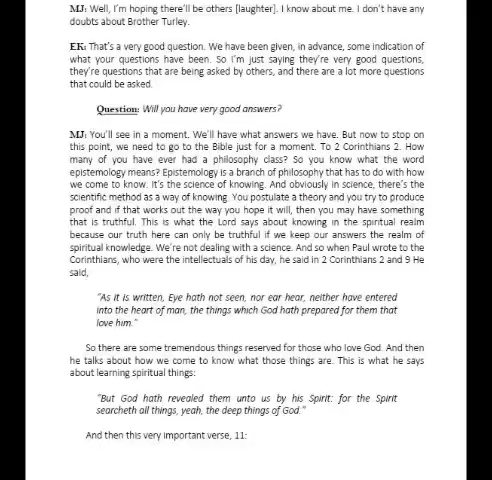 MJ: Well, I'm hoping there'll be others [laughter]. I know about me. I don't have any
doubts about Brother Turley.
EK: That's a very good question. We have been given, in advance, some indication of
what your questions have been. So I'm just saying they're very good questions,
they're questions that are being asked by others, and there are a lot more questions
that could be asked.
Question: Will you have very good answers?
MJ: You'll see in a moment. We'll have what answers we have. But now to stop on
this point, we need to go to the Bible just for a moment. To 2 Corinthians 2. How
many of you have ever had a philosophy class? So you know what the word
epistemology means? Epistemology is a branch of philosophy that has to do with how
we come to know. It's the science of knowing. And obviously in science, there's the
scientific method as a way of knowing. You postulate a theory and you try to produce
proof and if that works out the way you hope it will, then you may have something
that is truthful. This is what the Lord says about knowing in the spiritual realm
because our truth here can only be truthful if we keep our answers the realm of
spiritual knowledge. We're not dealing with a science. And so when Paul wrote to the
Corinthians, who were the intellectuals of his day, he said in 2 Corinthians 2 and 9 He
said,
"As it is written, Eye hath not seen, nor ear hear, neither have entered
into the heart of man, the things which God hath prepared for them that
love him."
So there are some tremendous things reserved for those who love God. And then
he talks about how we come to know what those things are. This is what he says
about learning spiritual things:
"But God hath revealed them unto us by his Spirit: for the Spirit
searcheth all things, yeah, the deep things of God."
And then this very important verse, 11: